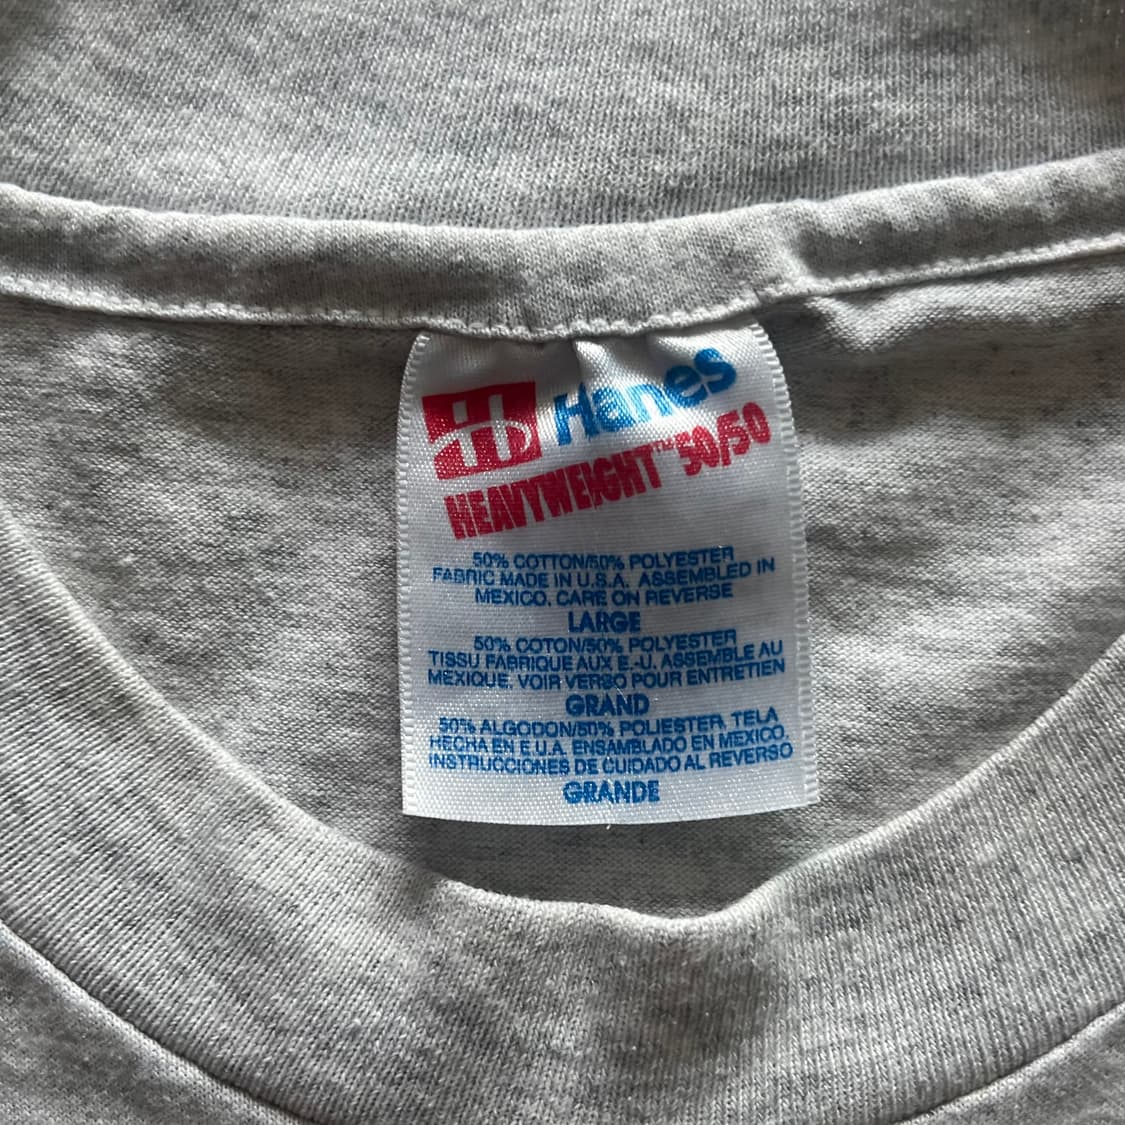 Hanes
HEAVYWEIGHT™ 50/50
50% COTTON/50% POLYESTER
FABRIC MADE IN U.S.A. ASSEMBLED IN
MEXICO. CARE ON REVERSE
LARGE
50% COTON/50% POLYESTER
TISSU FABRIQUE AUX E.-U. ASSEMBLE AU
MEXIQUE. VOIR VERSO POUR ENTRETIEN
GRAND
50% ALGODON/50% POLIESTER TELA
HECHA EN E.U.A. ENSAMBLADO EN MEXICO.
INSTRUCCIONES DE CUIDADO AL REVERSO
GRANDE